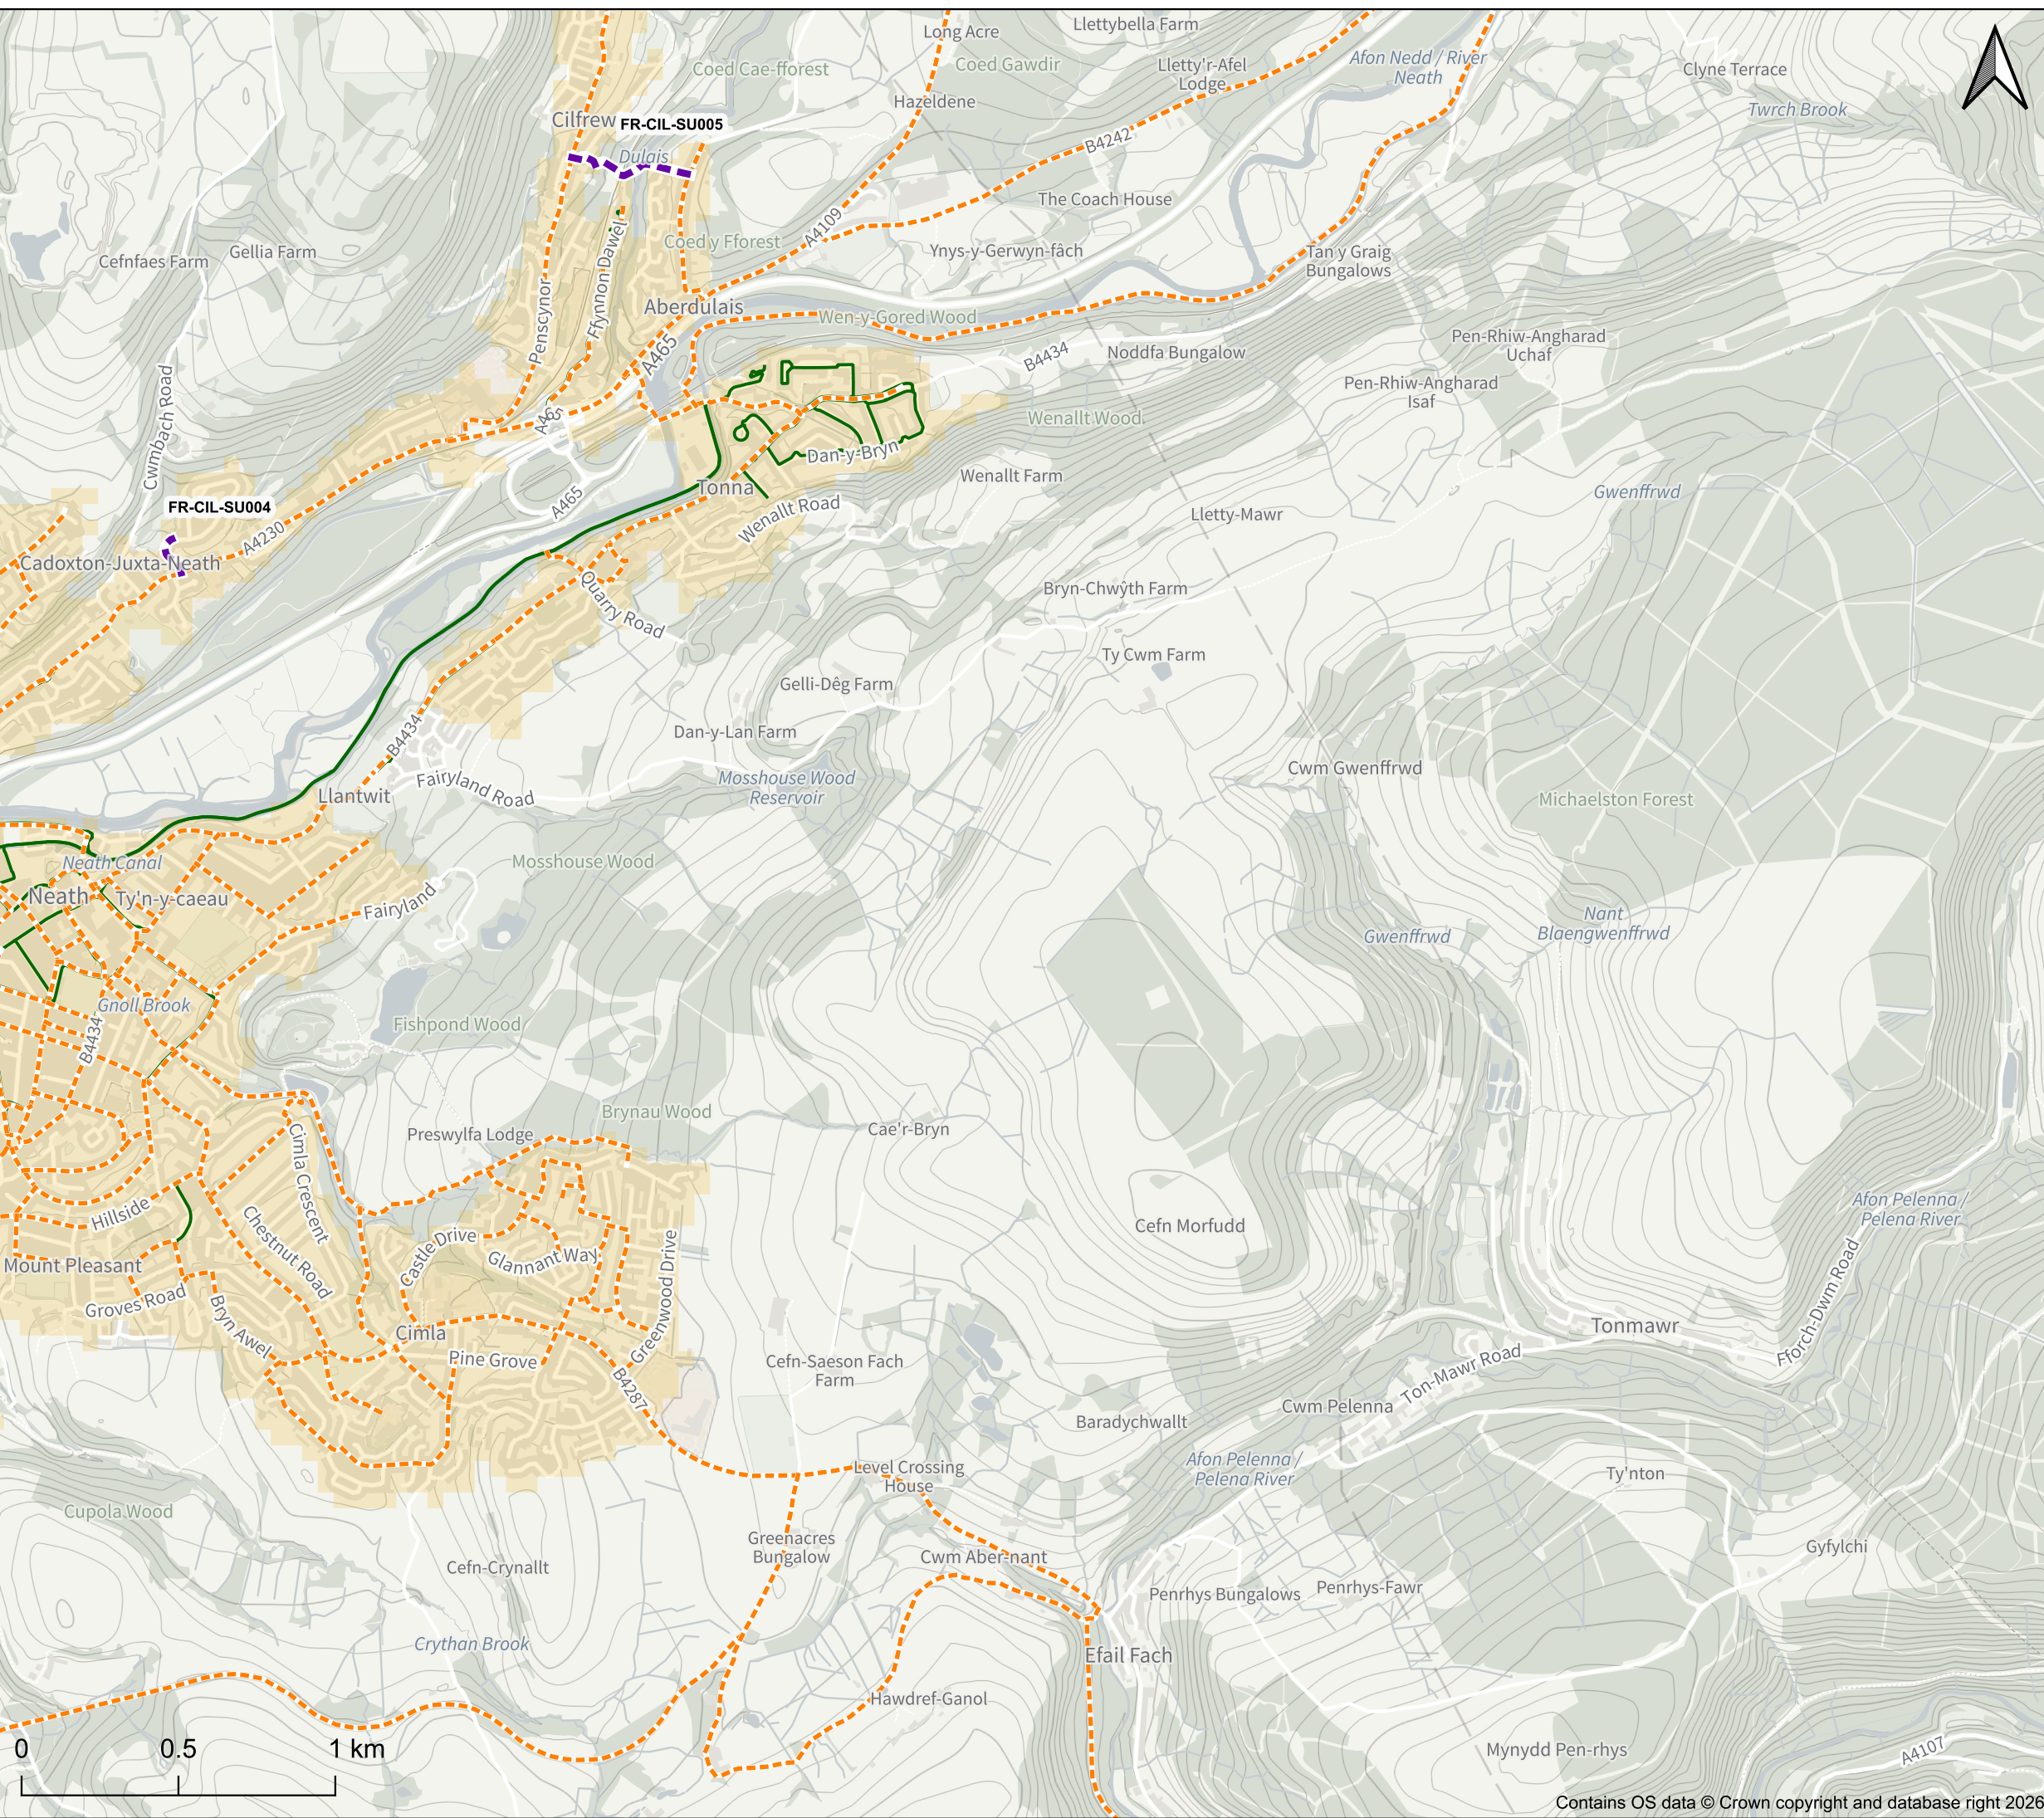 Long Acre
Llettybella Farm
Coed Cae-fforest
Coed Gawdir
Lletty'r-Afel
Lodge
Afon Nedd / River
Neath
Clyne Terrace
Twrch Brook
Hazeldene
Cilfrew
FR-CIL-SU005
Dulais
B4242
The Coach House
A4109
Cefnfaes Farm
Gellia Farm
Coed y Fforest
Ynys-y-Gerwyn-fâch
Tan y Graig
Bungalows
Penscynor
Ffynnon Dawel
Aberdulais
Wen-y-Gored Wood
A465
B4434
Noddfa Bungalow
Pen-Rhiw-Angharad
Uchaf
Pen-Rhiw-Angharad
Isaf
Cwmbach Road
A465
Wenallt Wood
Dan-y-Bryn
Wenallt Farm
Tonna
A465
Wenallt Road
Gwenffrwd
Lletty-Mawr
FR-CIL-SU004
A4230
Cadoxton-Juxta-Neath
Quarry Road
Bryn-Chwŷth Farm
Ty Cwm Farm
Gelli-Dêg Farm
Dan-y-Lan Farm
B4434
Fairyland Road
Mosshouse Wood
Reservoir
Cwm Gwenffrwd
Llantwit
Michaelston Forest
Neath Canal
Mosshouse Wood
Neath
Ty'n-y-caeau
Fairyland
Nant
Blaengwenffrwd
Gwenffrwd
Gnoll Brook
Fishpond Wood
B4434
Brynau Wood
Preswylfa Lodge
Cae'r-Bryn
Cimla Crescent
Hillside
Chestnut Road
Castle Drive
Glannant Way
Greenwood Drive
Cefn Morfudd
Afon Pelenna /
Pelena River
Mount Pleasant
Groves Road
Bryn Awel
Cimla
Pine Grove
B4287
Cefn-Saeson Fach
Farm
Tonmawr
Fforch-Dwm Road
Ton-Mawr Road
Cwm Pelenna
Baradychwallt
Afon Pelenna /
Pelena River
Level Crossing
House
Ty'nton
Cupola Wood
Greenacres
Bungalow
Cwm Aber-nant
Gyfylchi
Cefn-Crynallt
Penrhys Bungalows
Penrhys-Fawr
Crythan Brook
Efail Fach
Hawdref-Ganol
Mynydd Pen-rhys
A4107
0 0.5 1 km
Contains OS data © Crown copyright and database right 2026